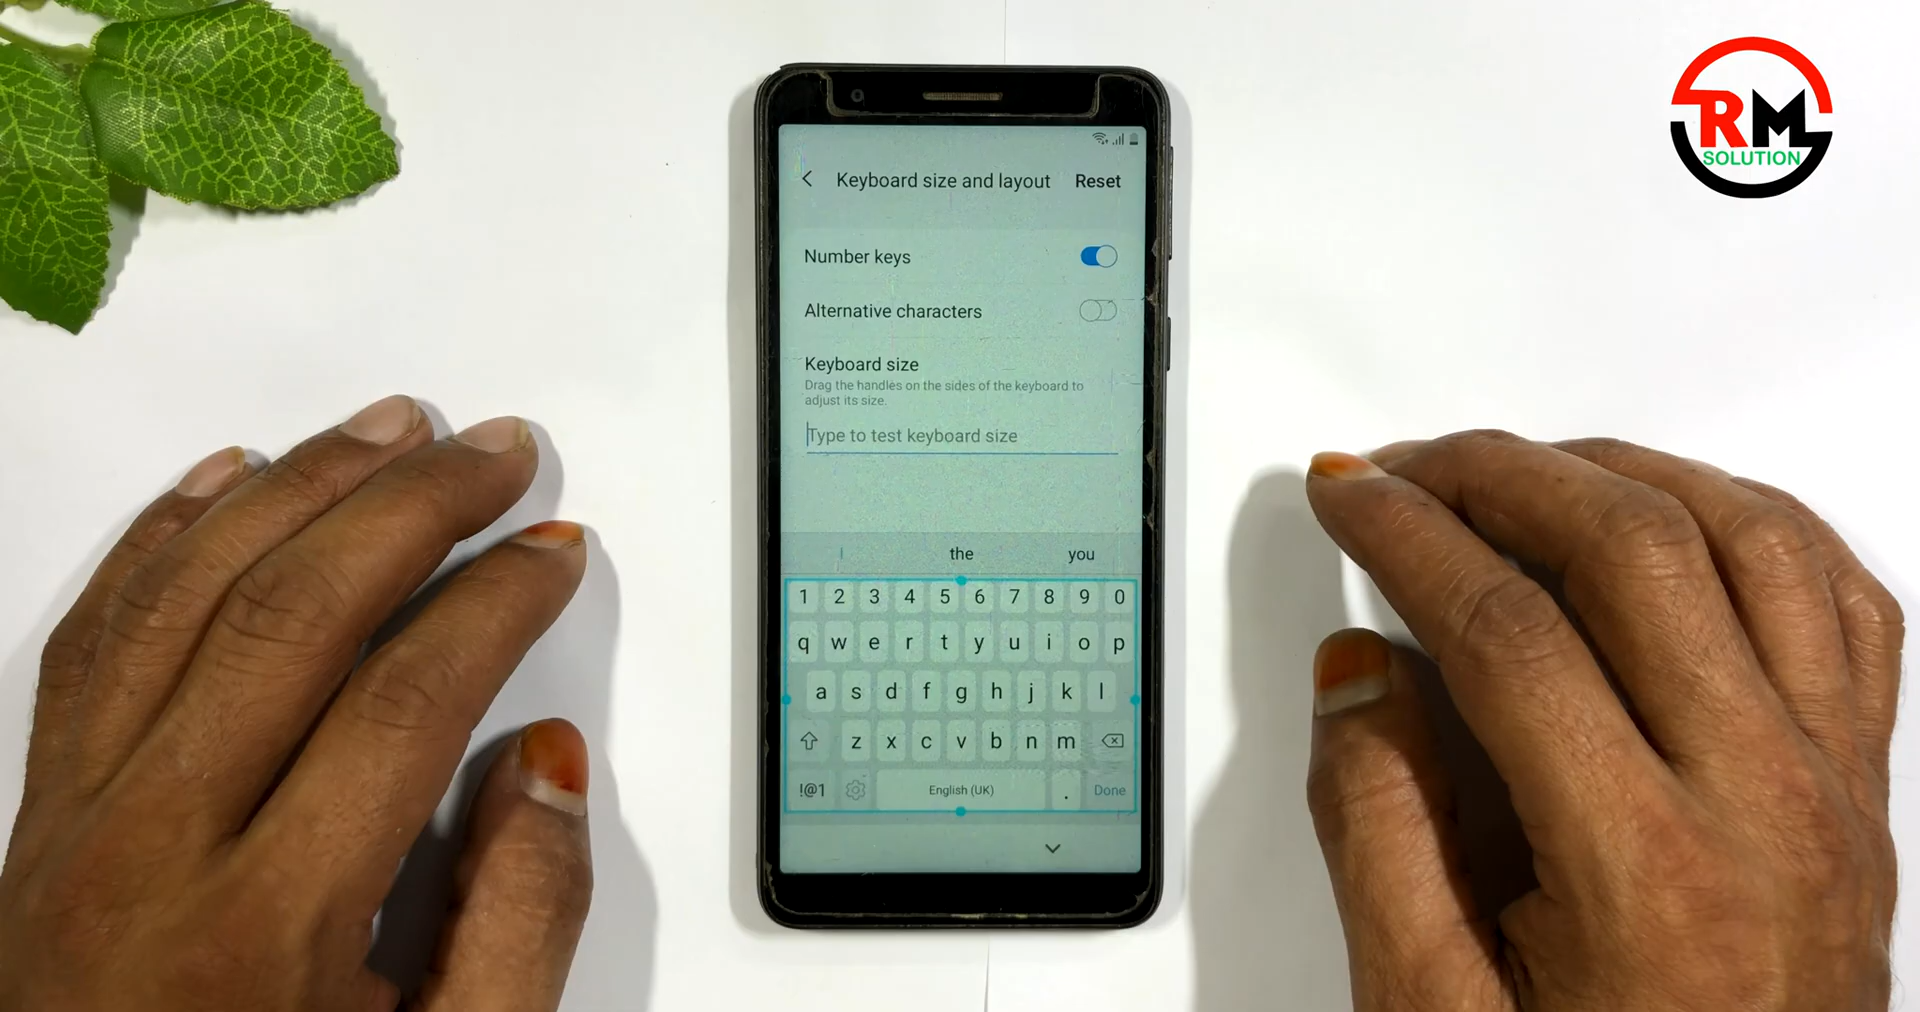 RM
SOLUTION
Keyboard size and layout Reset
Number keys
Alternative characters
Keyboard size
Drag the handles on the sides of the keyboard to
adjust its size.
Type to test keyboard size
I the you
1 2 3 4 5 6 7 8 9 0
q w e r t y u i o p
a s d f g h j k l
z x c v b n m
!@1 English (UK) . Done